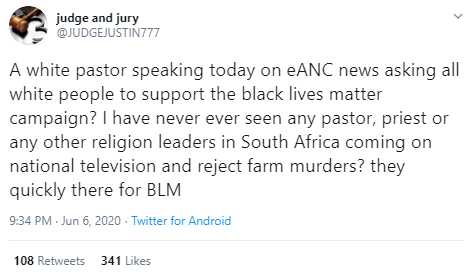 judge and jury
@JUDGEJUSTIN777
A white pastor speaking today on eANC news asking all
white people to support the black lives matter
campaign? I have never ever seen any pastor, priest or
any other religion leaders in South Africa coming on
national television and reject farm murders? they
quickly there for BLM
9:34 PM · Jun 6, 2020 · Twitter for Android
108 Retweets 341 Likes